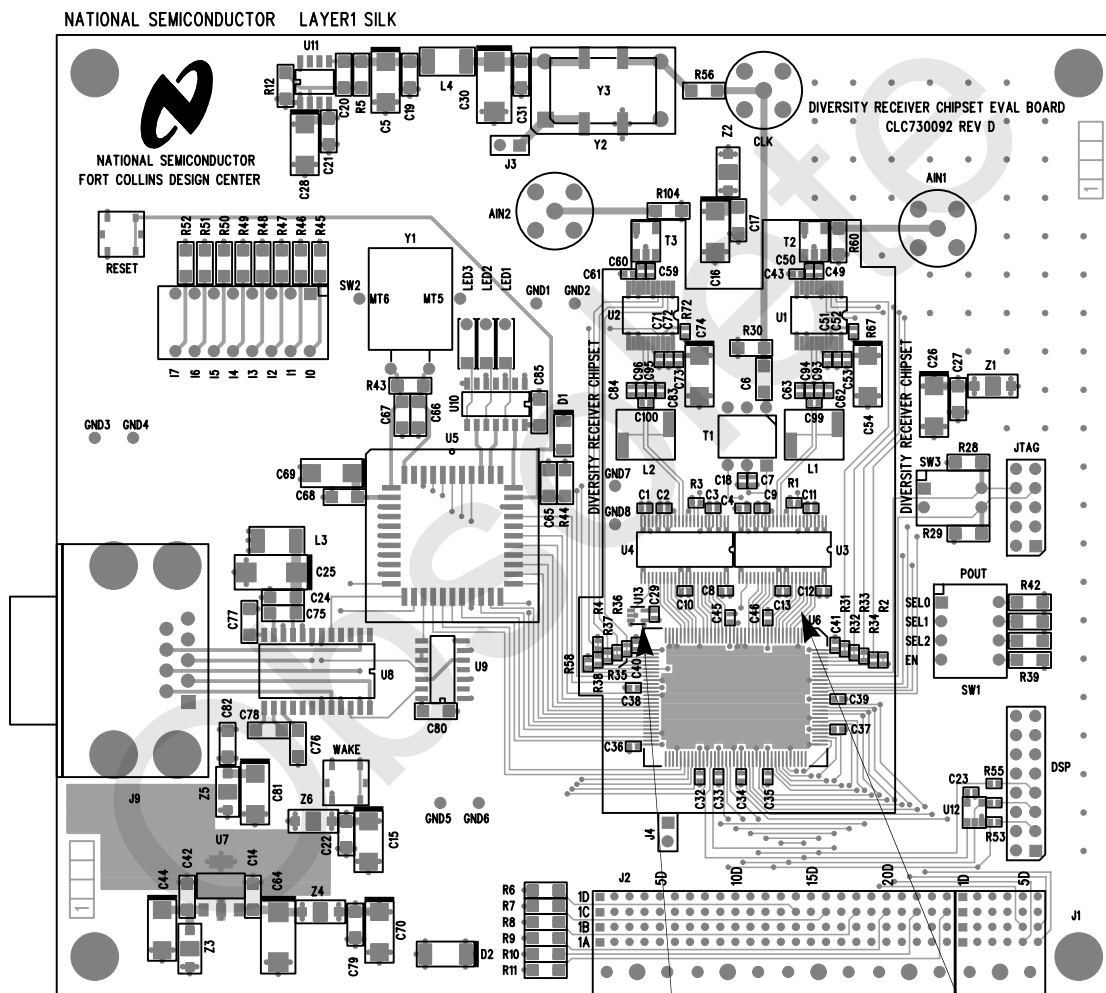 NATIONAL SEMICONDUCTOR LAYER1 SILK
U11
R12
C20
R5
C5
C19
L4
C30
C31
Y3
Y2
J3
R56
CLK
DIVERSITY RECEIVER CHIPSET EVAL BOARD
CLC730092 REV D
NATIONAL SEMICONDUCTOR
FORT COLLINS DESIGN CENTER
C28
C21
Z2
AIN1
AIN2
R104
C17
C16
T3
T2
R60
1
RESET
R52
R51
R50
R49
R48
R47
R46
R45
Y1
SW2
MT6
MT5
LED3
LED2
LED1
GND1
GND2
C61
C60
C59
C43
C50
C49
U2
C71
C72
R72
C74
U1
C51
C52
R67
R30
C6
I7
I6
I5
I4
I3
I2
I1
I0
R43
C67
C66
U10
C85
D1
C84
C96
C95
C83
C73
C63
C94
C93
C62
C53
C54
C100
C99
C26
C27
Z1
GND3
GND4
U5
L2
T1
L1
DIVERSITY RECEIVER CHIPSET
DIVERSITY RECEIVER CHIPSET
SW3
R28
JTAG
R29
C69
C68
C65
R44
GND7
GND8
C18
C7
C1
C2
R3
C3
C4
C9
R1
C11
U4
U3
L3
C25
C24
C75
C77
C10
C8
C45
C46
C13
C12
U13
C29
R4
R37
R36
R58
R38
R35
C40
U6
C41
R31
R32
R33
R34
R2
POUT
SEL0
SEL1
SEL2
EN
R42
R39
SW1
U8
U9
C80
C38
C36
C39
C37
C82
C78
C76
WAKE
Z5
C81
J9
Z6
C22
C15
GND5
GND6
C32
C33
C34
C35
J4
C23
R55
U12
R53
DSP
U7
C44
C42
C14
C64
Z4
Z3
C79
C70
D2
1
R6
R7
R8
R9
R10
R11
J2
5D
10D
15D
20D
1D
5D
1D
1C
1B
1A
J1
Obsolete